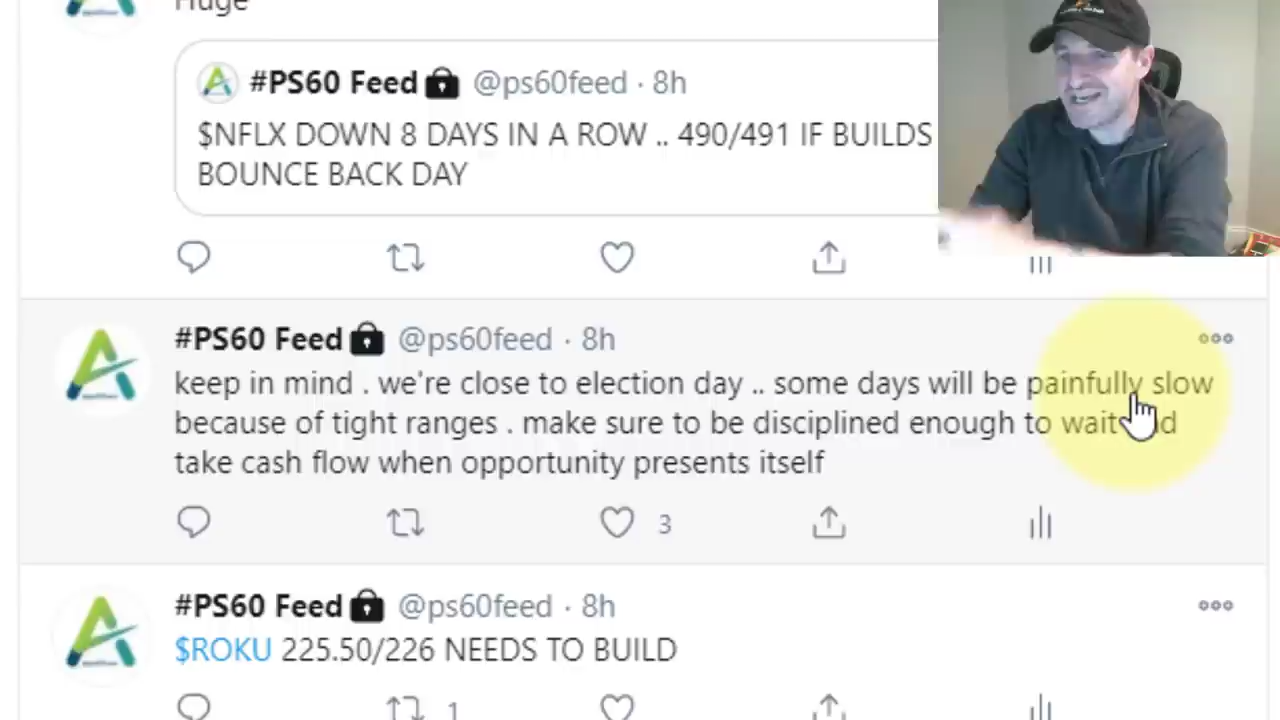 Huge
#PS60 Feed @ps60feed · 8h
$NFLX DOWN 8 DAYS IN A ROW .. 490/491 IF BUILDS
BOUNCE BACK DAY
#PS60 Feed @ps60feed · 8h
keep in mind . we're close to election day .. some days will be painfully slow
because of tight ranges . make sure to be disciplined enough to wait
take cash flow when opportunity presents itself
3
#PS60 Feed @ps60feed · 8h
$ROKU 225.50/226 NEEDS TO BUILD
1